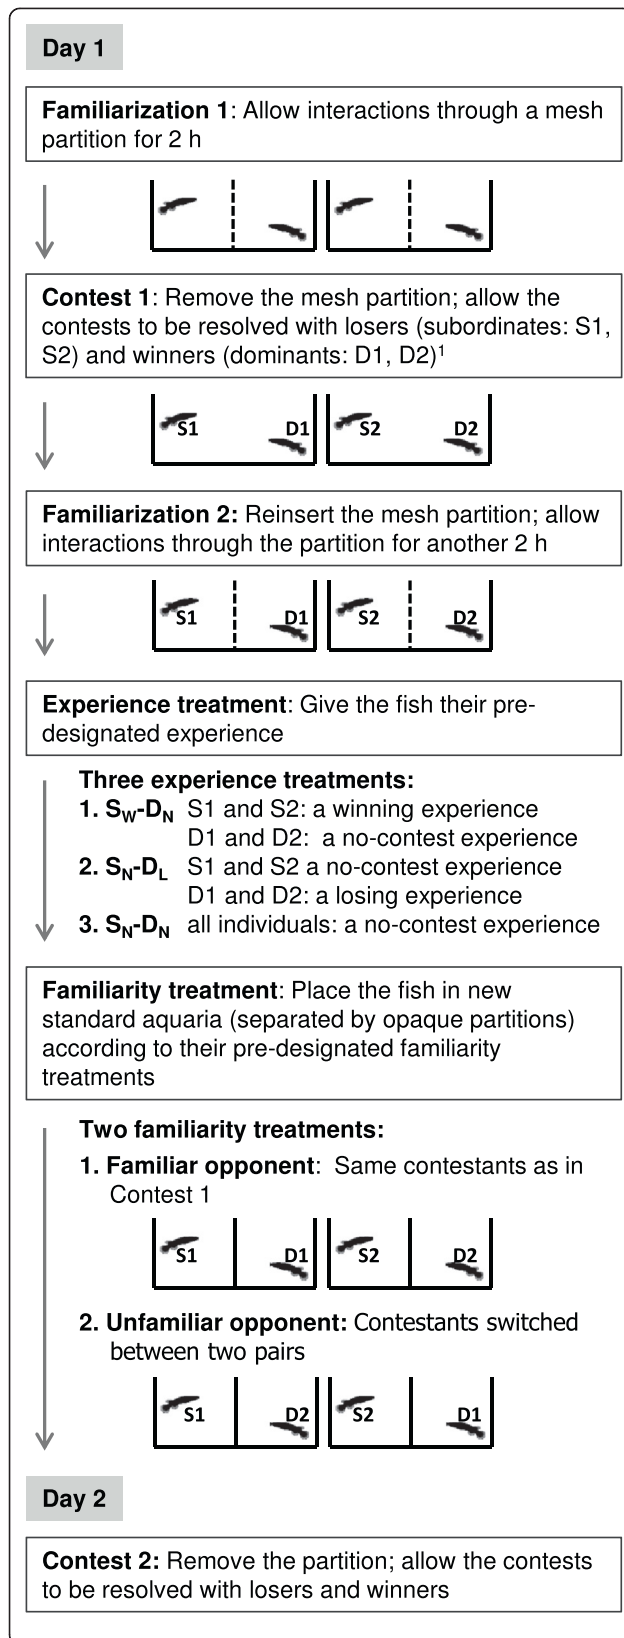 Day 1
Familiarization 1: Allow interactions through a mesh
partition for 2 h
Contest 1: Remove the mesh partition; allow the
contests to be resolved with losers (subordinates: S1,
S2) and winners (dominants: D1, D2)¹
S1 D1 S2 D2
Familiarization 2: Reinsert the mesh partition; allow
interactions through the partition for another 2 h
S1 D1 S2 D2
Experience treatment: Give the fish their pre-
designated experience
Three experience treatments:
1. SW-DN S1 and S2: a winning experience
D1 and D2: a no-contest experience
2. SN-DL S1 and S2 a no-contest experience
D1 and D2: a losing experience
3. SN-DN all individuals: a no-contest experience
Familiarity treatment: Place the fish in new
standard aquaria (separated by opaque partitions)
according to their pre-designated familiarity
treatments
Two familiarity treatments:
1. Familiar opponent: Same contestants as in
Contest 1
S1 D1 S2 D2
2. Unfamiliar opponent: Contestants switched
between two pairs
S1 D2 S2 D1
Day 2
Contest 2: Remove the partition; allow the contests
to be resolved with losers and winners